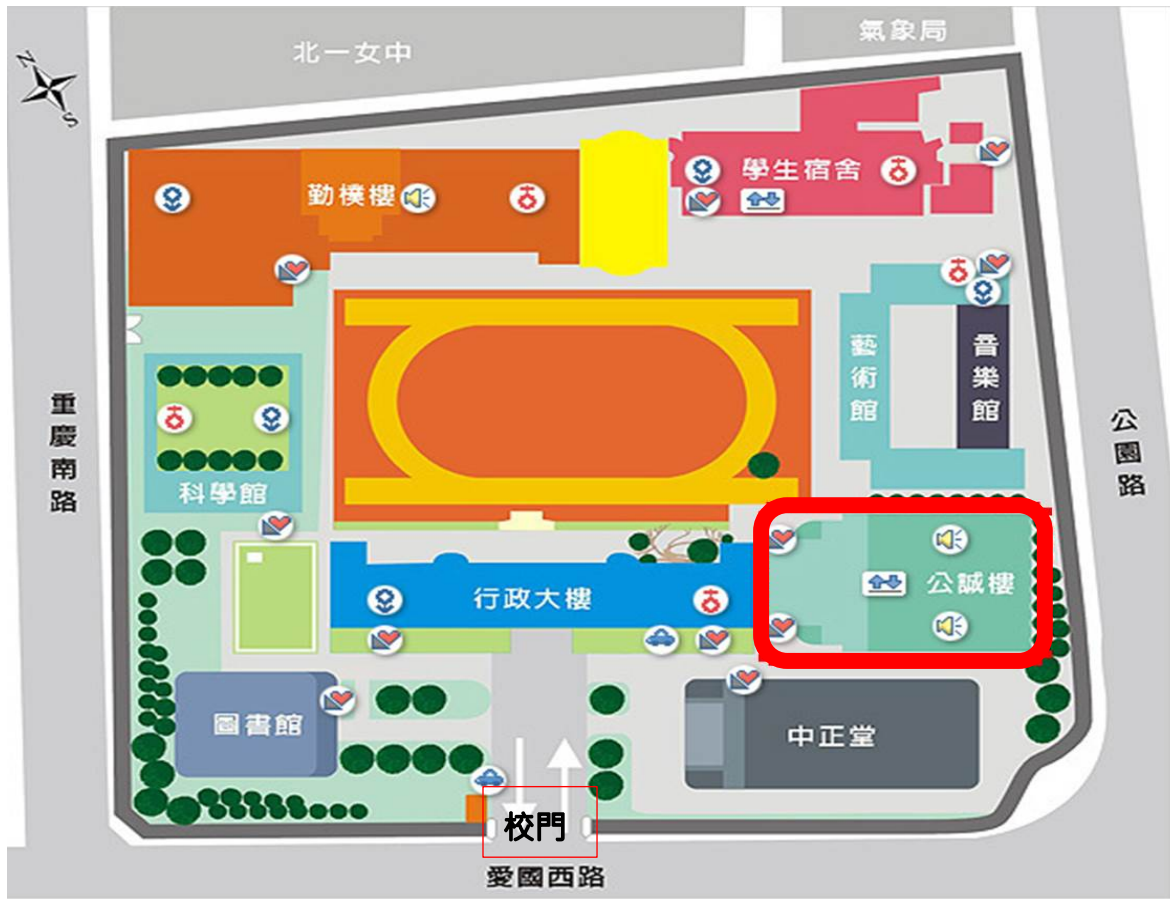 北一女中
氣象局
N
S
勤樸樓
學生宿舍
藝術館
音樂館
重慶南路
公園路
科學館
行政大樓
公誠樓
圖書館
中正堂
校門
愛國西路